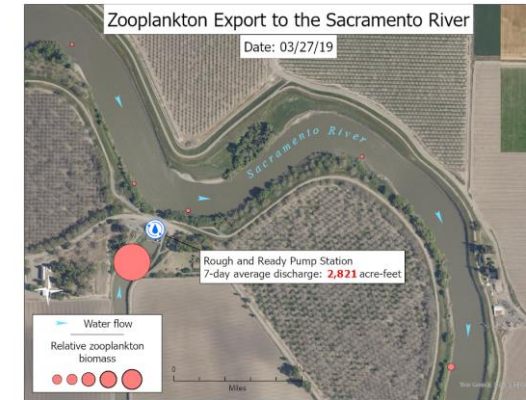 Zooplankton Export to the Sacramento River
Date: 03/27/19
Sacramento River
Rough and Ready Pump Station
7-day average discharge: 2,821 acre-feet
Water flow
Relative zooplankton
biomass
0
Miles